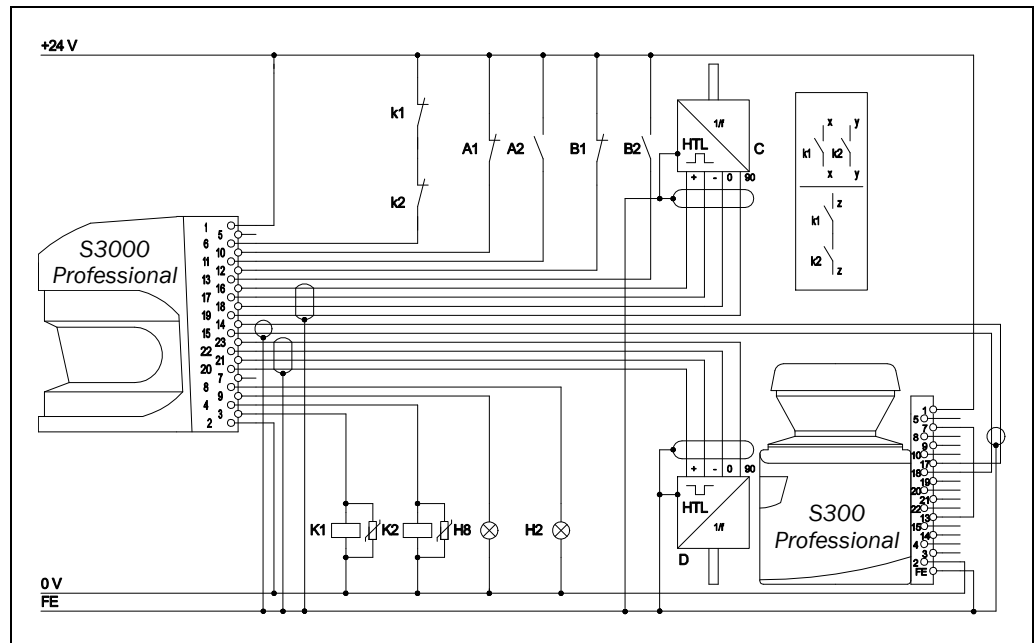 +24 V
k1
k2
A1 A2 B1 B2
1/f
HTL
C
+ - 0 90
x y
k1 k2
x y
z
k1
k2
z
S3000
Professional
1
5
6
10
11
12
13
16
17
18
19
14
15
23
22
21
20
7
8
9
4
3
2
K1 K2 H8 H2
+ - 0 90
HTL
1/f
D
S300
Professional
1
5
7
8
9
10
17
18
19
20
21
22
13
15
14
4
3
2
FE
0 V
FE